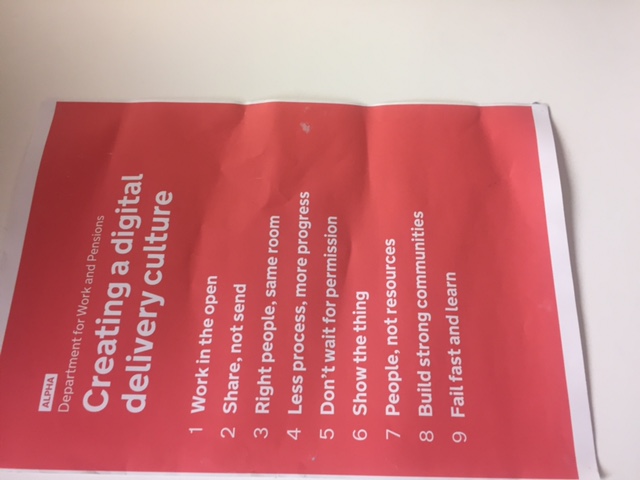 ALPHA
Department for Work and Pensions
Creating a digital
delivery culture
1 Work in the open
2 Share, not send
3 Right people, same room
4 Less process, more progress
5 Don't wait for permission
6 Show the thing
7 People, not resources
8 Build strong communities
9 Fail fast and learn